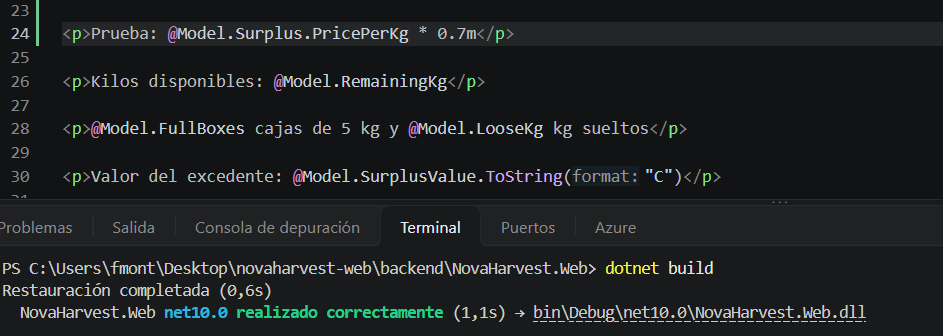 23
24 <p>Prueba: @Model.Surplus.PricePerKg * 0.7m</p>
25
26 <p>Kilos disponibles: @Model.RemainingKg</p>
27
28 <p>@Model.FullBoxes cajas de 5 kg y @Model.LooseKg kg sueltos</p>
29
30 <p>Valor del excedente: @Model.SurplusValue.ToString(format: "C")</p>
Problemas Salida Consola de depuración Terminal Puertos Azure
PS C:\Users\fmont\Desktop\novaharvest-web\backend\NovaHarvest.Web> dotnet build
Restauración completada (0,6s)
NovaHarvest.Web net10.0 realizado correctamente (1,1s) → bin\Debug\net10.0\NovaHarvest.Web.dll